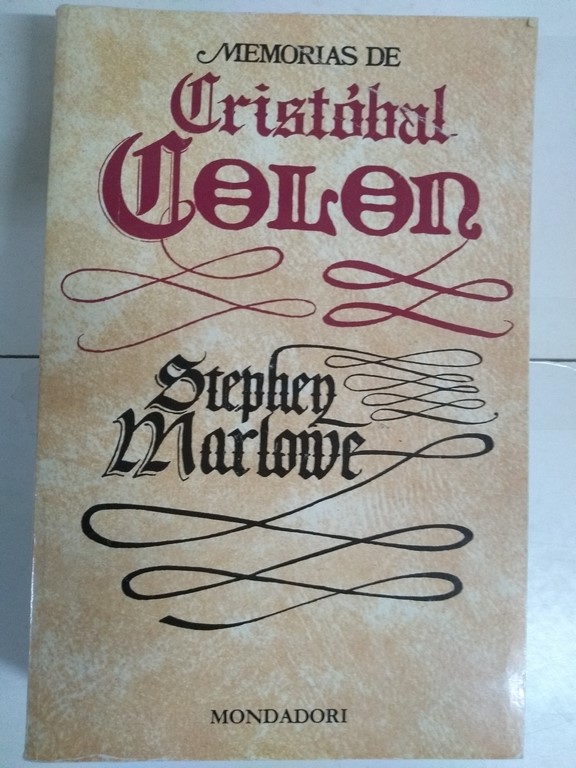 MEMORIAS DE
Cristóbal
COLON
Stephen
Marlowe
MONDADORI